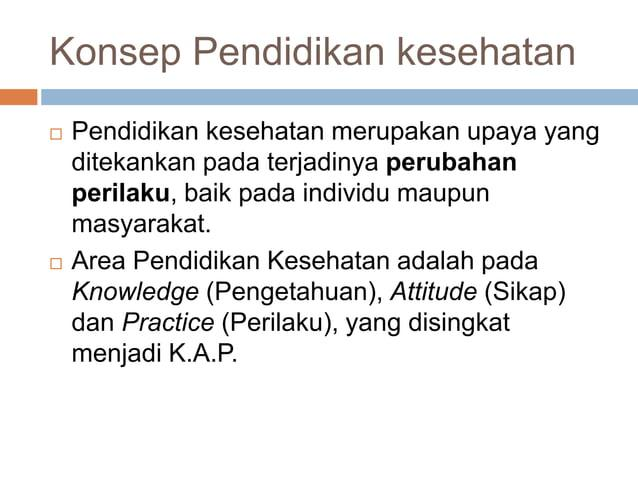 Konsep Pendidikan kesehatan
Pendidikan kesehatan merupakan upaya yang
ditekankan pada terjadinya perubahan
perilaku, baik pada individu maupun
masyarakat.
Area Pendidikan Kesehatan adalah pada
Knowledge (Pengetahuan), Attitude (Sikap)
dan Practice (Perilaku), yang disingkat
menjadi K.A.P.